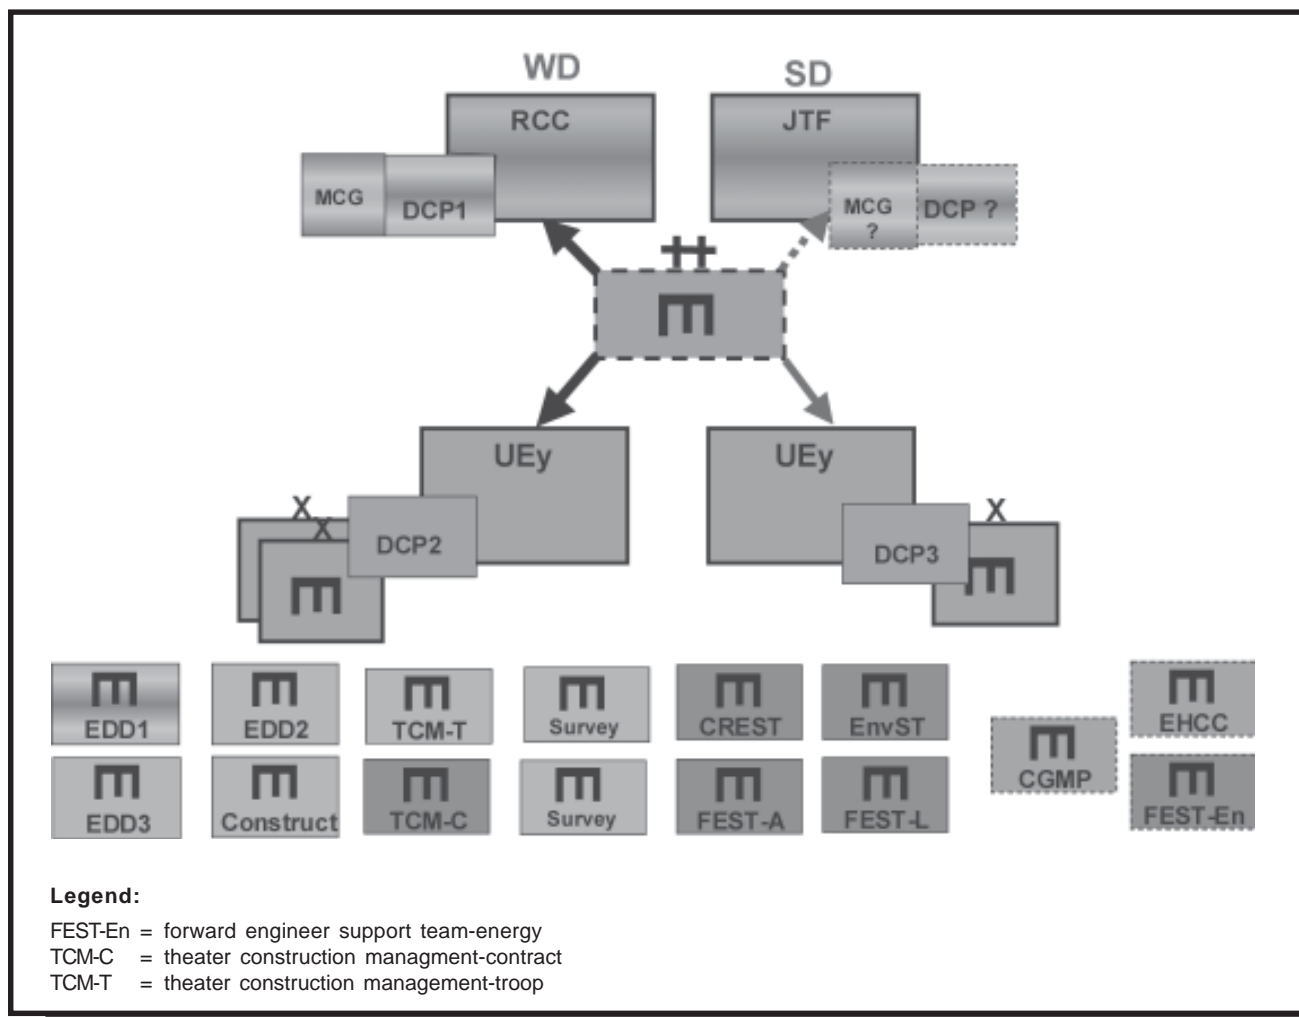 WD
SD
RCC
JTF
MCG
DCP1
MCG
?
DCP ?
UEy
UEy
X
X
X
DCP2
DCP3
EDD1
EDD2
TCM-T
Survey
CREST
EnvST
EHCC
CGMP
EDD3
Construct
TCM-C
Survey
FEST-A
FEST-L
FEST-En
Legend:
FEST-En = forward engineer support team-energy
TCM-C = theater construction managment-contract
TCM-T = theater construction management-troop